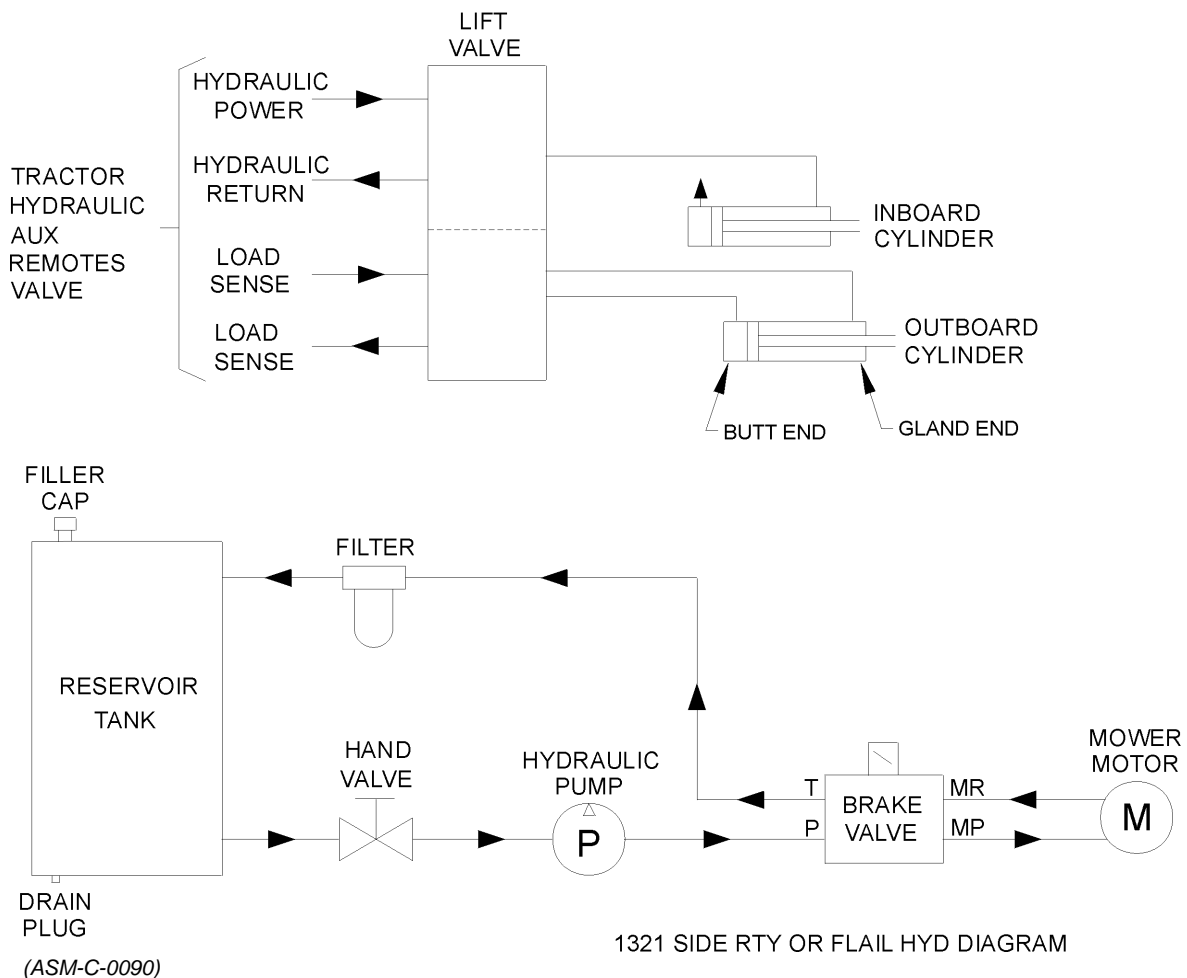 LIFT
VALVE
HYDRAULIC
POWER
HYDRAULIC
RETURN
TRACTOR
HYDRAULIC
AUX
REMOTES
VALVE
LOAD
SENSE
LOAD
SENSE
INBOARD
CYLINDER
OUTBOARD
CYLINDER
BUTT END
GLAND END
FILLER
CAP
FILTER
RESERVOIR
TANK
HAND
VALVE
HYDRAULIC
PUMP
P
T
P
BRAKE
VALVE
MR
MP
MOWER
MOTOR
M
DRAIN
PLUG
1321 SIDE RTY OR FLAIL HYD DIAGRAM
(ASM-C-0090)